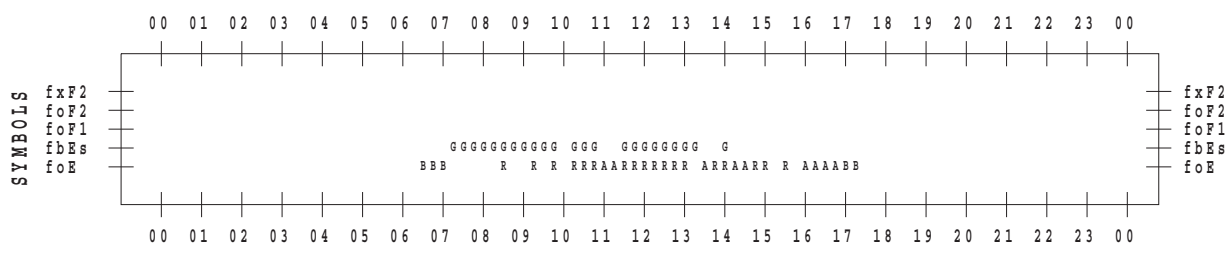 00 01 02 03 04 05 06 07 08 09 10 11 12 13 14 15 16 17 18 19 20 21 22 23 00
SYMBOLS
fxF2 fxF2
foF2 foF2
foF1 foF1
fbEs GGGGGGGGGGG GGG GGGGGGGG G fbEs
foE BBB R R R RRRAARRRRRRR ARRAARR R AAAABB foE
00 01 02 03 04 05 06 07 08 09 10 11 12 13 14 15 16 17 18 19 20 21 22 23 00